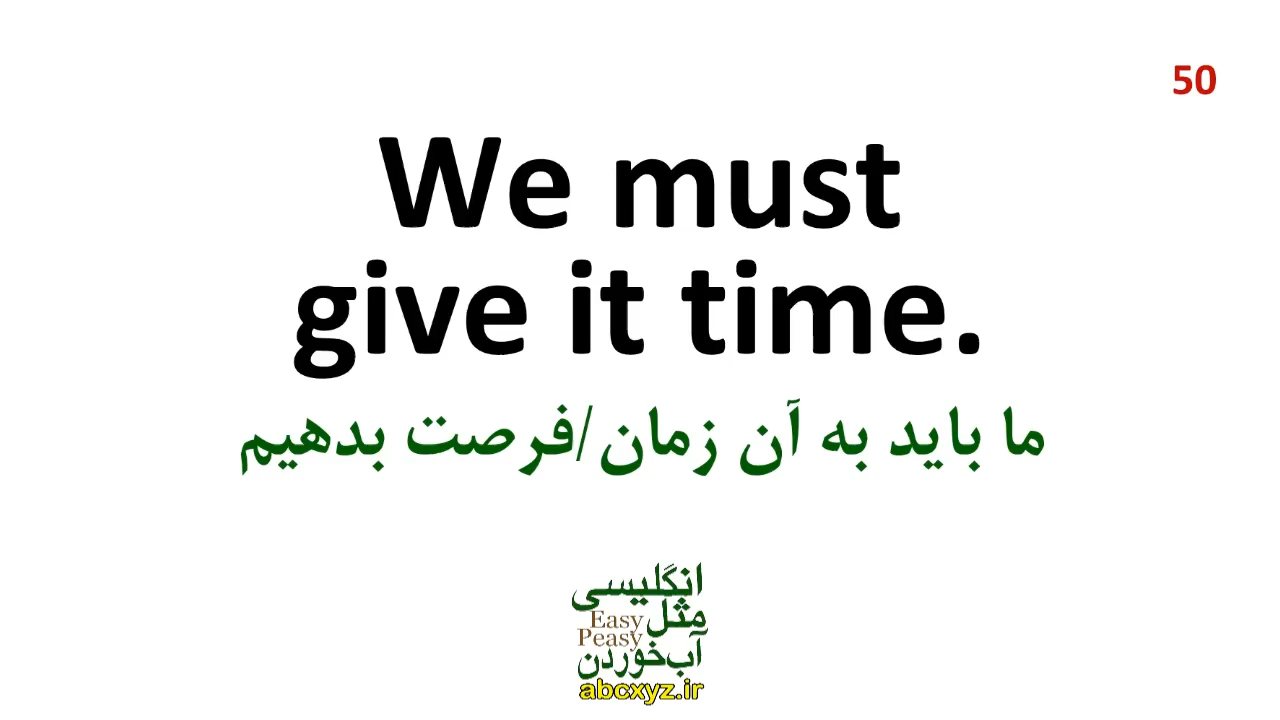 50
We must
give it time.
ما باید به آن زمان/فرصت بدهیم
انگلیسی
مثل
Easy
Peasy
آب‌خوردن
abcxyz.ir